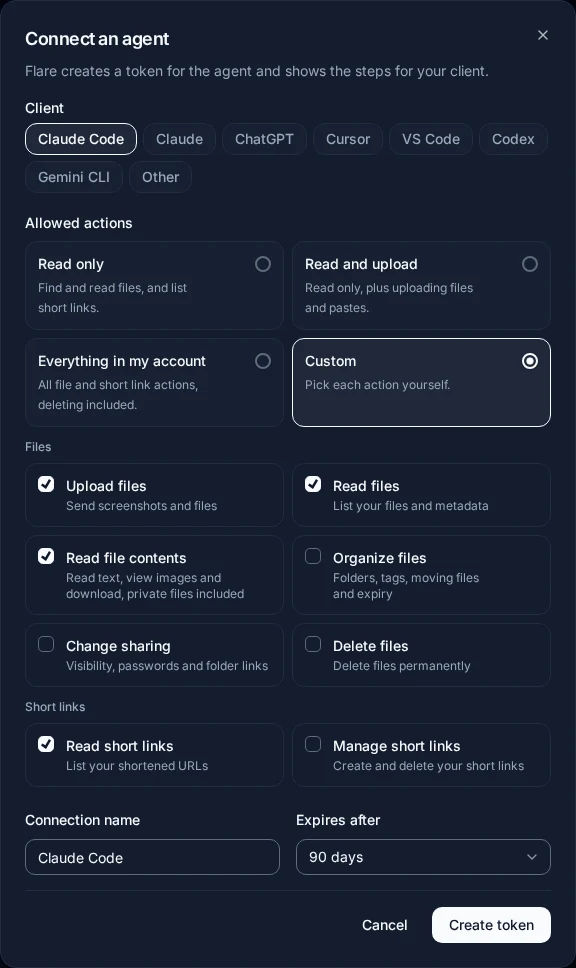 Connect an agent
Flare creates a token for the agent and shows the steps for your client.
Client
Claude Code Claude ChatGPT Cursor VS Code Codex
Gemini CLI Other
Allowed actions
Read only
Find and read files, and list
short links.
Read and upload
Read only, plus uploading files
and pastes.
Everything in my account
All file and short link actions,
deleting included.
Custom
Pick each action yourself.
Files
Upload files
Send screenshots and files
Read files
List your files and metadata
Read file contents
Read text, view images and
download, private files included
Organize files
Folders, tags, moving files
and expiry
Change sharing
Visibility, passwords and folder links
Delete files
Delete files permanently
Short links
Read short links
List your shortened URLs
Manage short links
Create and delete your short links
Connection name
Claude Code
Expires after
90 days
Cancel
Create token